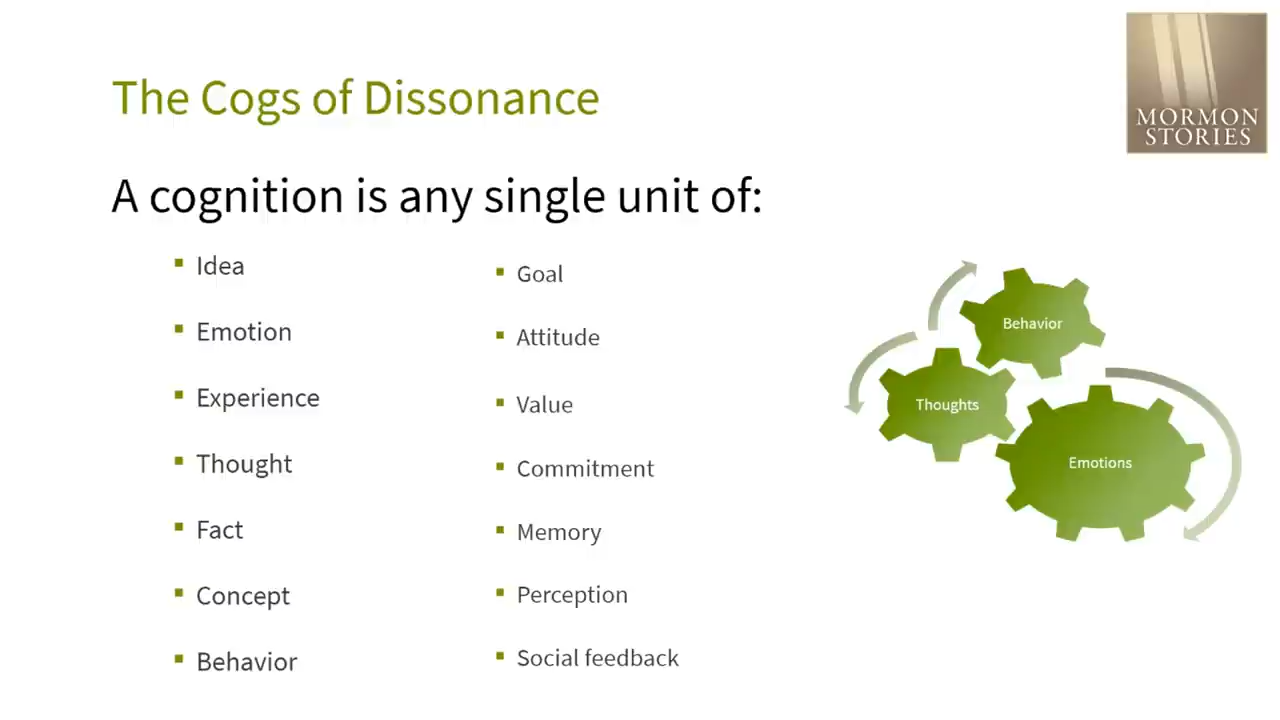 The Cogs of Dissonance
MORMON
STORIES
A cognition is any single unit of:
Idea
Emotion
Experience
Thought
Fact
Concept
Behavior
Goal
Attitude
Value
Commitment
Memory
Perception
Social feedback
Behavior
Thoughts
Emotions